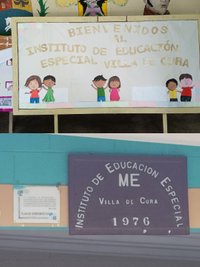 BIENVENIDOS
AL
INSTITUTO DE EDUCACIÓN
ESPECIAL VILLA DE CURA
INSTITUTO DE EDUCACION ESPECIAL
ME
VILLA DE CURA
1976